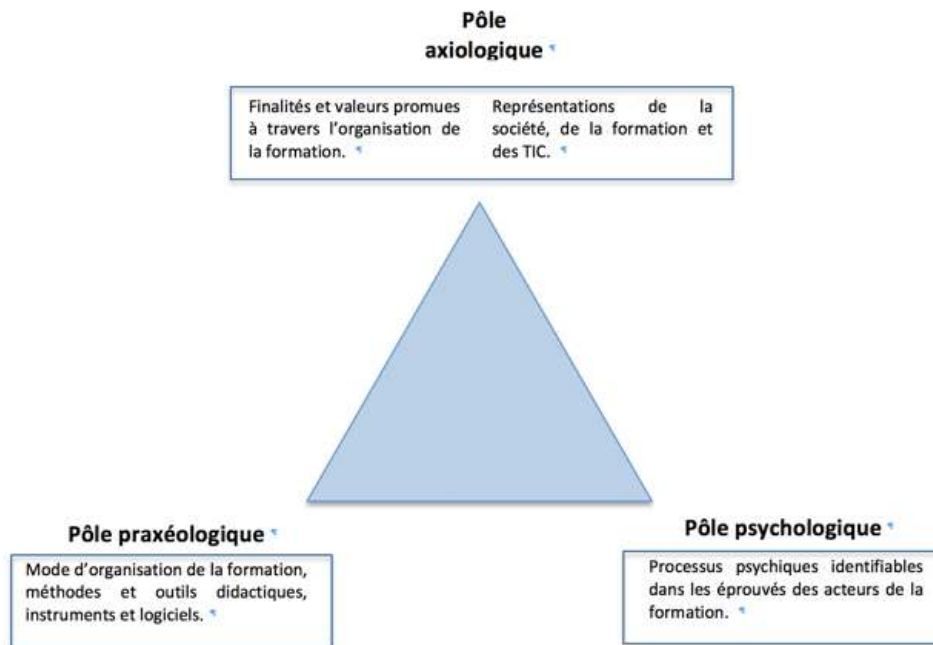 Pôle
axiologique
Finalités et valeurs promues
à travers l'organisation de
la formation.
Représentations de la
société, de la formation et
des TIC.
Pôle praxéologique
Mode d'organisation de la formation,
méthodes et outils didactiques,
instruments et logiciels.
Pôle psychologique
Processus psychiques identifiables
dans les éprouvés des acteurs de la
formation.